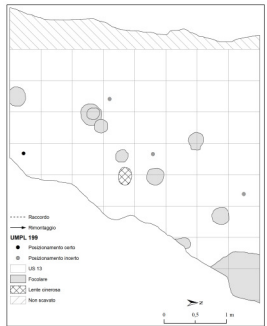 Raccordo
Rimontaggio
UMPL 199
Posizionamento certo
Posizionamento incerto
US 13
Focolare
Lente cinerosa
Non scavato
z
0 0,5 1 m